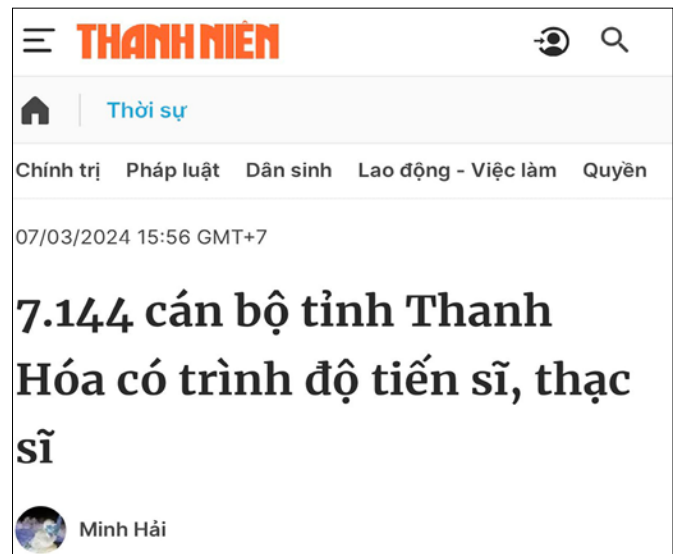 THANH NIÊN
Thời sự
Chính trị Pháp luật Dân sinh Lao động - Việc làm Quyền
07/03/2024 15:56 GMT+7
7.144 cán bộ tỉnh Thanh
Hóa có trình độ tiến sĩ, thạc
sĩ
Minh Hải